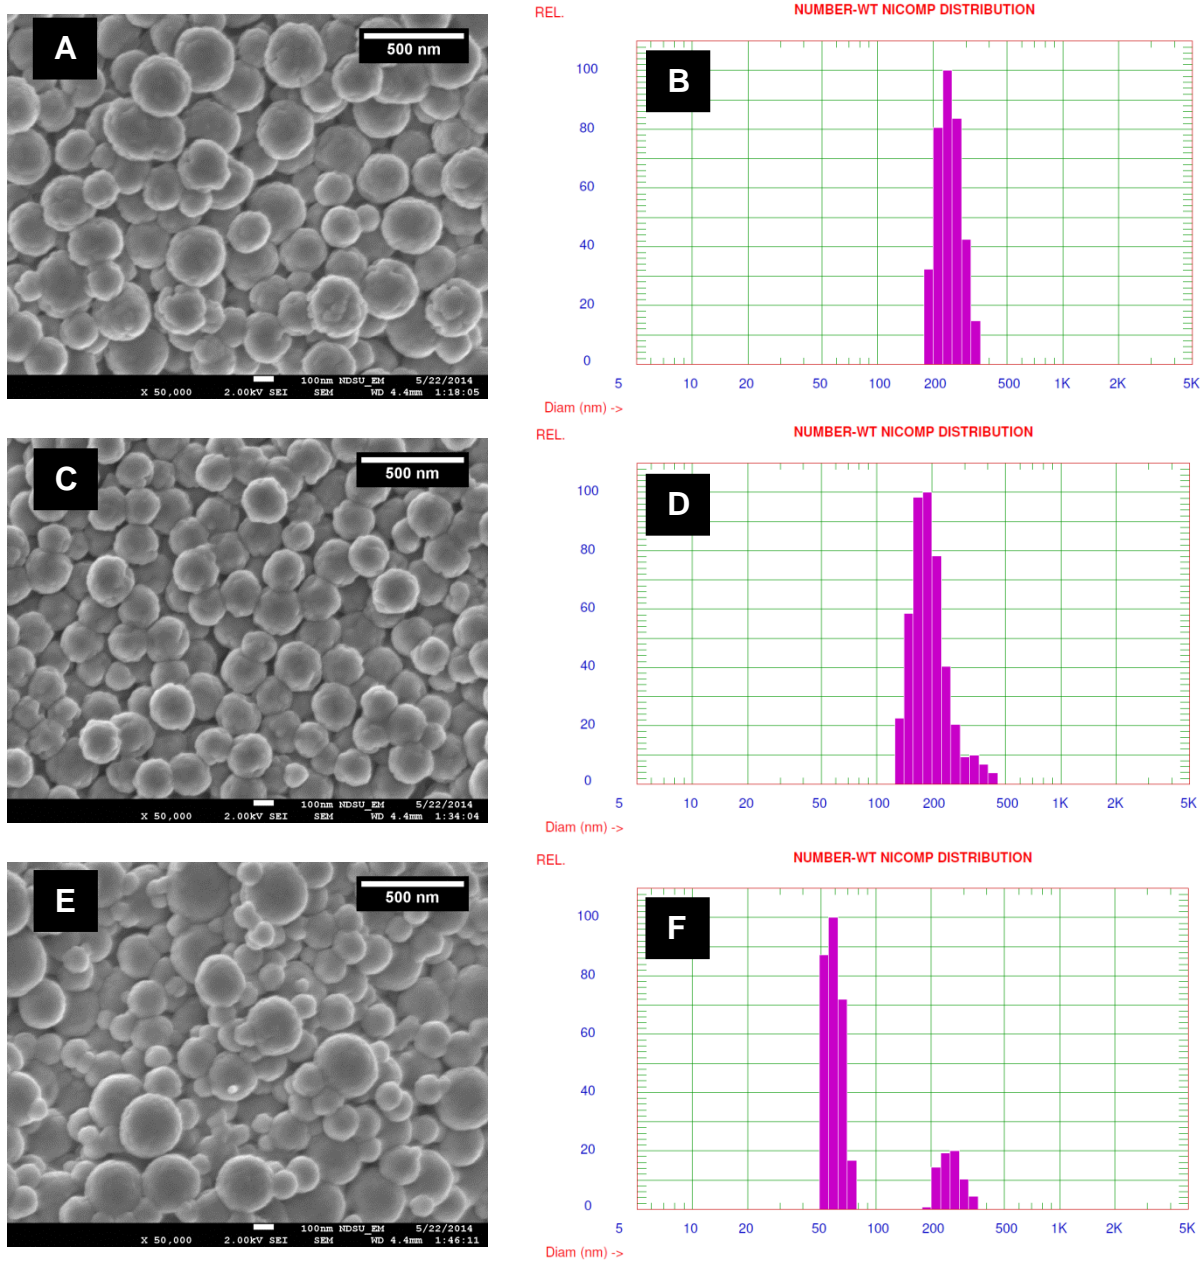 A
500 nm
100nm NDSU_EM 5/22/2014
X 50,000 2.00kV SEI SEM WD 4.4mm 1:18:05
REL. NUMBER-WT NICOMP DISTRIBUTION
B
100
80
60
40
20
0
5 10 20 50 100 200 500 1K 2K 5K
Diam (nm) ->
C
500 nm
100nm NDSU_EM 5/22/2014
X 50,000 2.00kV SEI SEM WD 4.4mm 1:34:04
REL. NUMBER-WT NICOMP DISTRIBUTION
D
100
80
60
40
20
0
5 10 20 50 100 200 500 1K 2K 5K
Diam (nm) ->
E
500 nm
100nm NDSU_EM 5/22/2014
X 50,000 2.00kV SEI SEM WD 4.4mm 1:46:11
REL. NUMBER-WT NICOMP DISTRIBUTION
F
100
80
60
40
20
0
5 10 20 50 100 200 500 1K 2K 5K
Diam (nm) ->